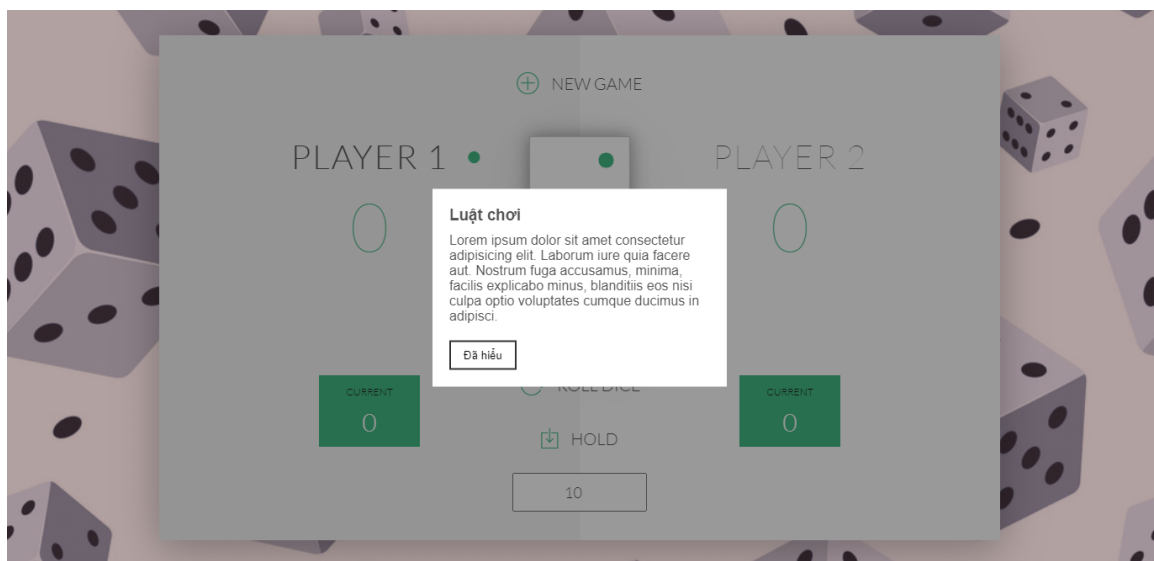 NEW GAME
PLAYER 1
PLAYER 2
0
0
Luật chơi
Lorem ipsum dolor sit amet consectetur
adipisicing elit. Laborum iure quia facere
aut. Nostrum fuga accusamus, minima,
facilis explicabo minus, blanditiis eos nisi
culpa optio voluptates cumque ducimus in
adipisci.
Đã hiểu
ROLL DICE
CURRENT
0
CURRENT
0
HOLD
10